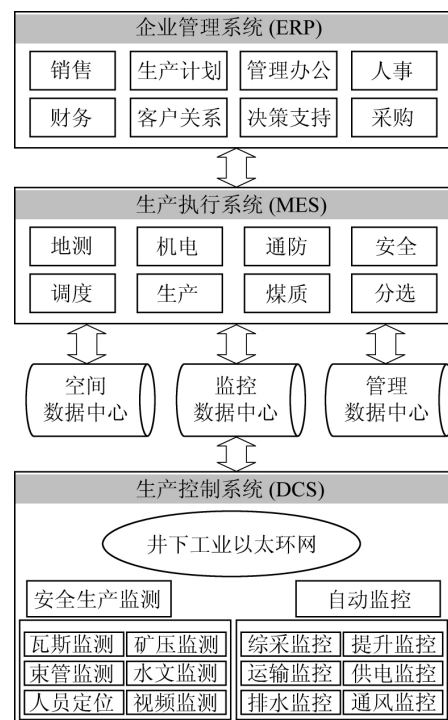 企业管理系统 (ERP)
销售 生产计划 管理办公 人事
财务 客户关系 决策支持 采购
生产执行系统 (MES)
地测 机电 通防 安全
调度 生产 煤质 分选
空间 监控 管理
数据中心 数据中心 数据中心
生产控制系统 (DCS)
井下工业以太环网
安全生产监测 自动监控
瓦斯监测 矿压监测 综采监控 提升监控
束管监测 水文监测 运输监控 供电监控
人员定位 视频监测 排水监控 通风监控